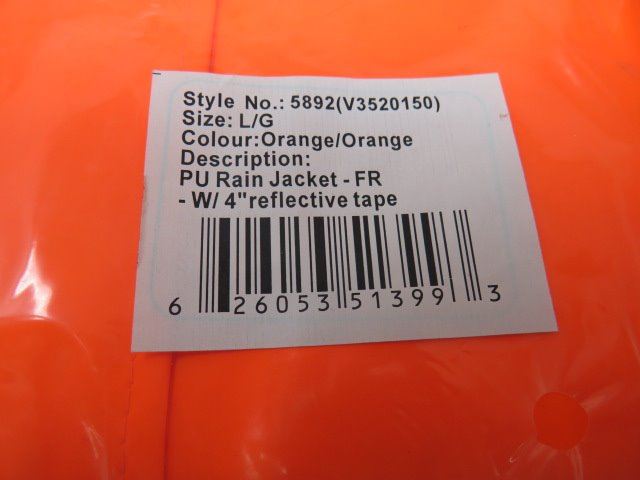 Style No.: 5892(V3520150)
Size: L/G
Colour:Orange/Orange
Description:
PU Rain Jacket - FR
- W/ 4"reflective tape
6 26053 51399 3